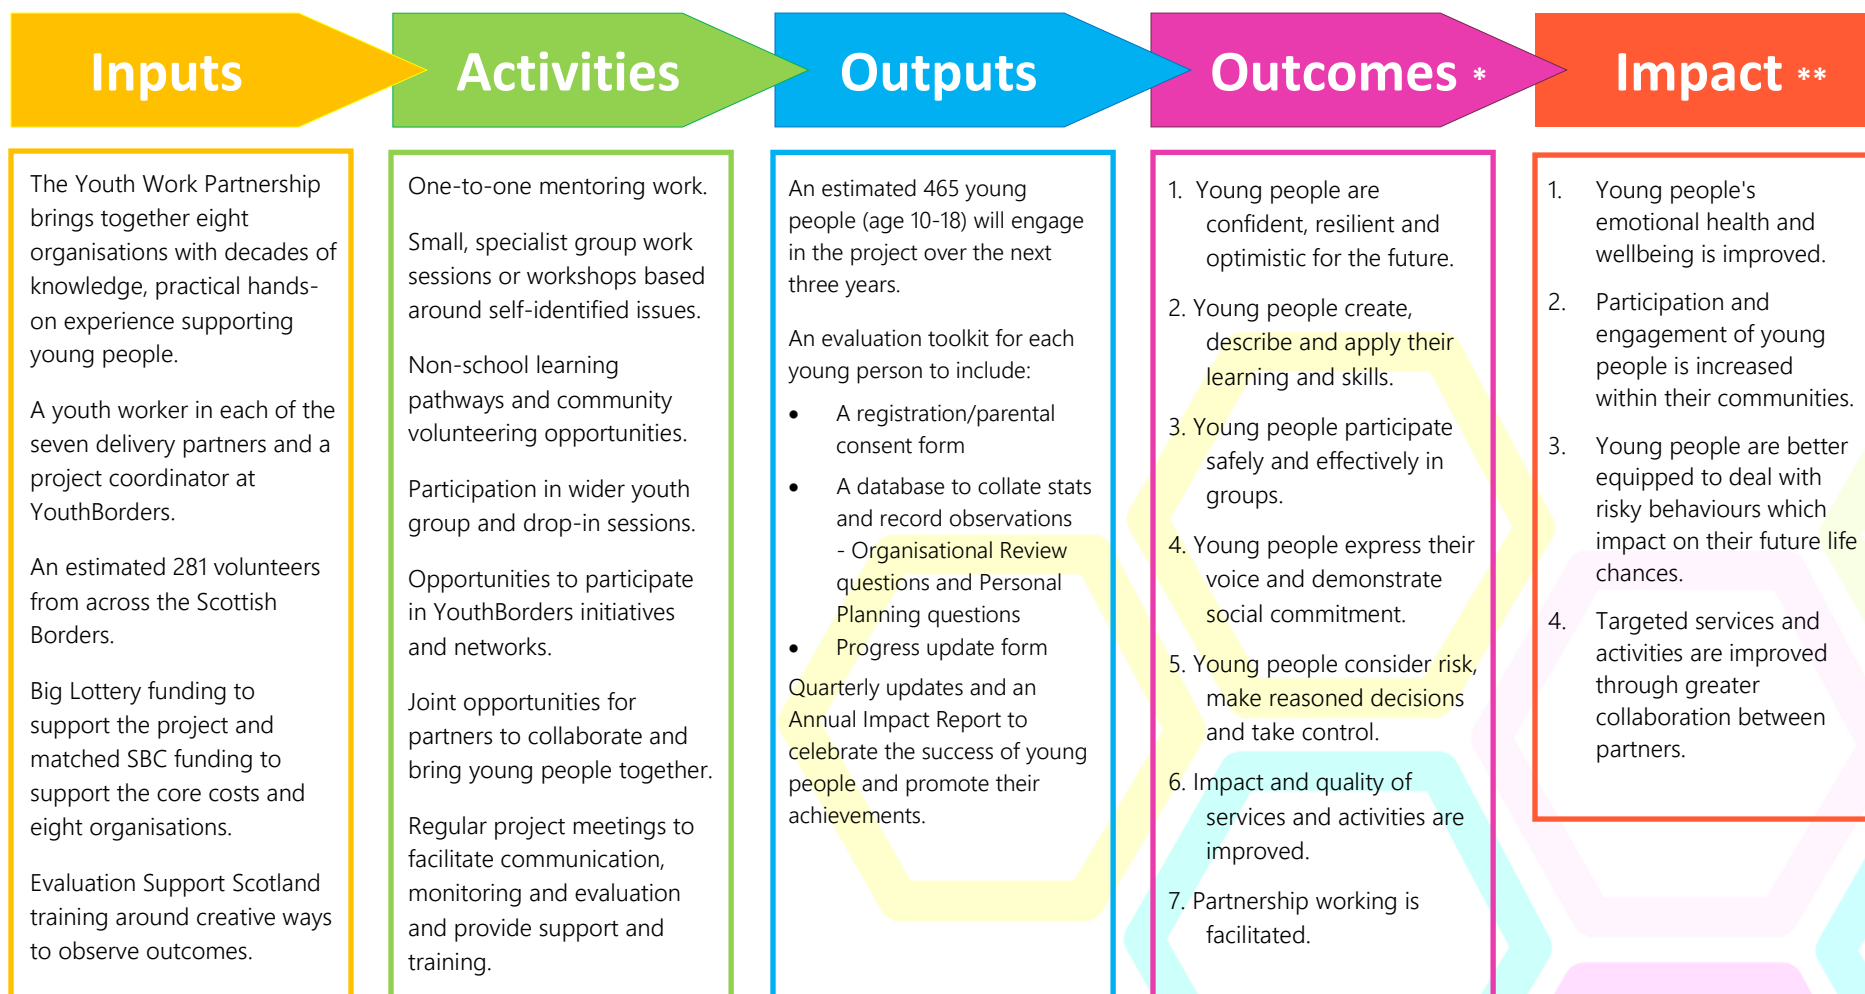 Inputs
The Youth Work Partnership
brings together eight
organisations with decades of
knowledge, practical hands-
on experience supporting
young people.
A youth worker in each of the
seven delivery partners and a
project coordinator at
YouthBorders.
An estimated 281 volunteers
from across the Scottish
Borders.
Big Lottery funding to
support the project and
matched SBC funding to
support the core costs and
eight organisations.
Evaluation Support Scotland
training around creative ways
to observe outcomes.
Activities
One-to-one mentoring work.
Small, specialist group work
sessions or workshops based
around self-identified issues.
Non-school learning
pathways and community
volunteering opportunities.
Participation in wider youth
group and drop-in sessions.
Opportunities to participate
in YouthBorders initiatives
and networks.
Joint opportunities for
partners to collaborate and
bring young people together.
Regular project meetings to
facilitate communication,
monitoring and evaluation
and provide support and
training.
Outputs
An estimated 465 young
people (age 10-18) will engage
in the project over the next
three years.
An evaluation toolkit for each
young person to include:
• A registration/parental
consent form
• A database to collate stats
and record observations
- Organisational Review
questions and Personal
Planning questions
• Progress update form
Quarterly updates and an
Annual Impact Report to
celebrate the success of young
people and promote their
achievements.
Outcomes *
1. Young people are
confident, resilient and
optimistic for the future.
2. Young people create,
describe and apply their
learning and skills.
3. Young people participate
safely and effectively in
groups.
4. Young people express their
voice and demonstrate
social commitment.
5. Young people consider risk,
make reasoned decisions
and take control.
6. Impact and quality of
services and activities are
improved.
7. Partnership working is
facilitated.
Impact **
1. Young people's
emotional health and
wellbeing is improved.
2. Participation and
engagement of young
people is increased
within their communities.
3. Young people are better
equipped to deal with
risky behaviours which
impact on their future life
chances.
4. Targeted services and
activities are improved
through greater
collaboration between
partners.